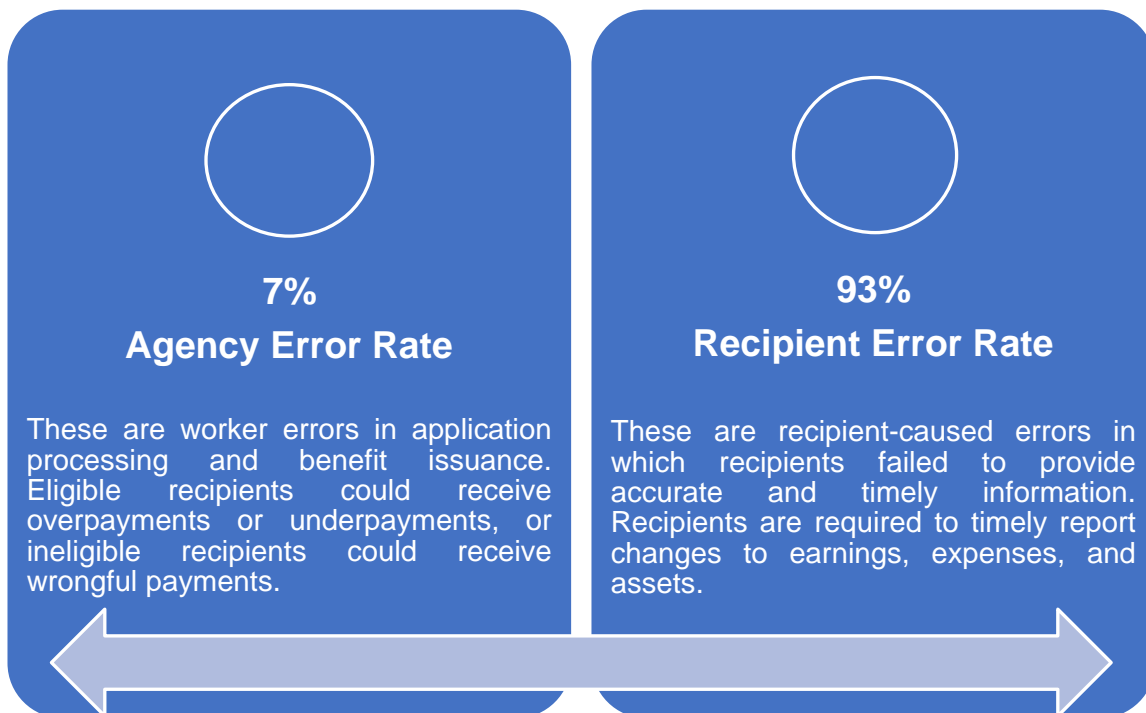 7%
Agency Error Rate
These are worker errors in application
processing and benefit issuance.
Eligible recipients could receive
overpayments or underpayments, or
ineligible recipients could receive
wrongful payments.
93%
Recipient Error Rate
These are recipient-caused errors in
which recipients failed to provide
accurate and timely information.
Recipients are required to timely report
changes to earnings, expenses, and
assets.